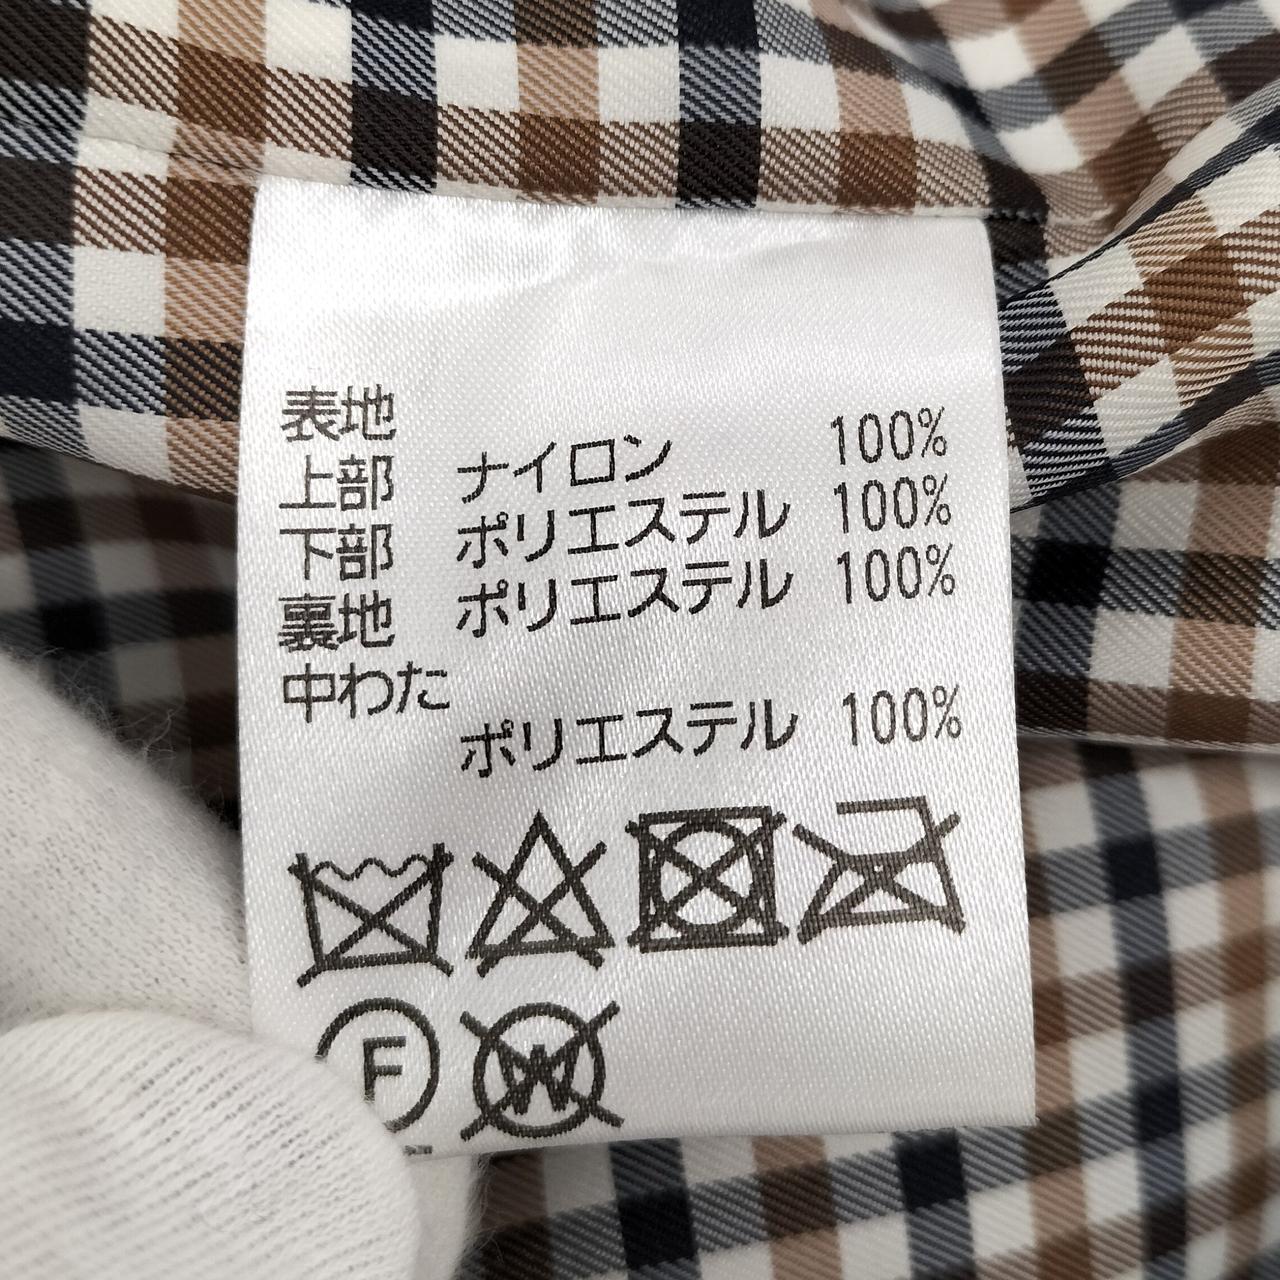 表地
上部 ナイロン 100%
下部 ポリエステル 100%
裏地 ポリエステル 100%
中わた
ポリエステル 100%
F W